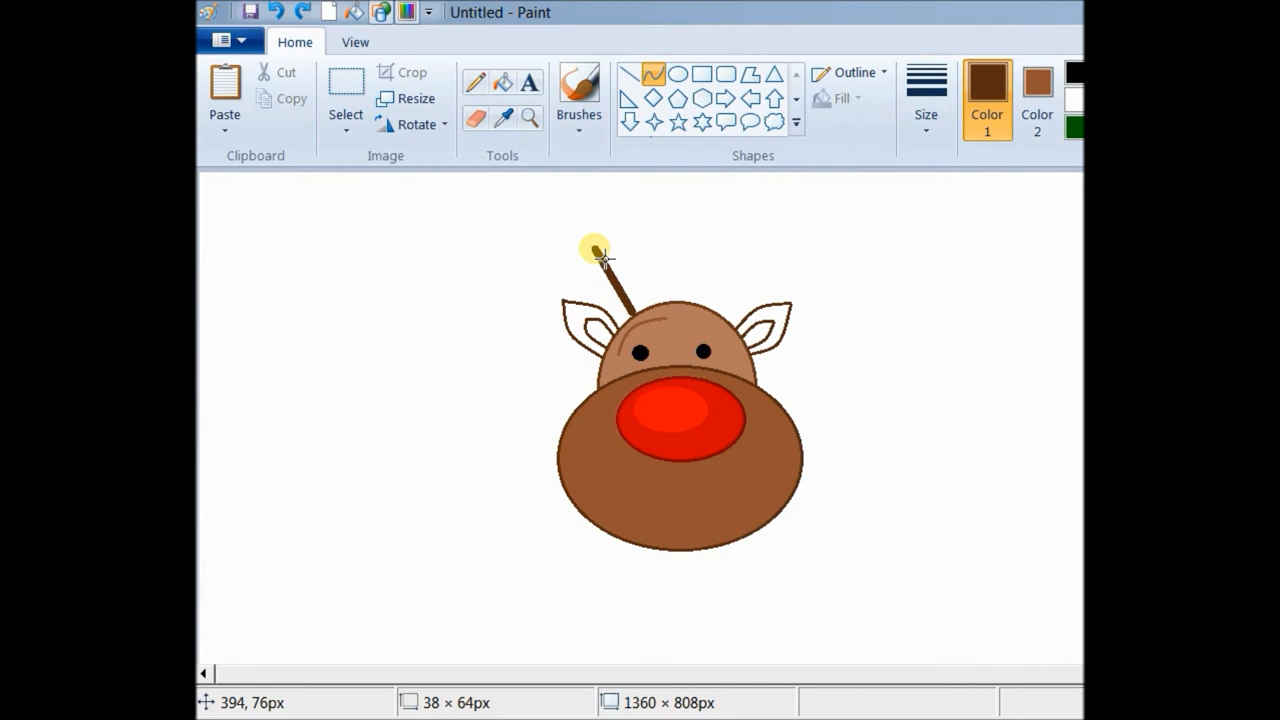 Untitled - Paint
Home View
Paste
Cut
Copy
Clipboard
Select
Crop
Resize
Rotate
Image
A
Tools
Brushes
Shapes
Outline
Fill
Size
Color 1
Color 2
394, 76px
38 × 64px
1360 × 808px